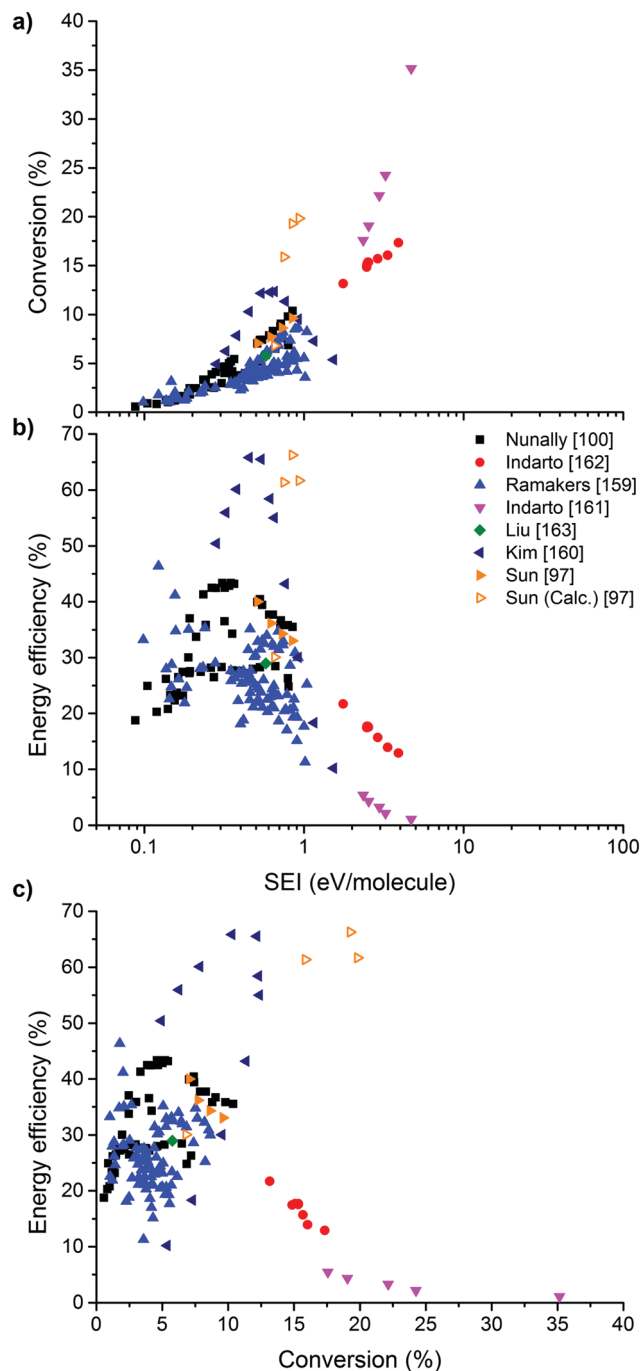 a)
40
35
30
25
20
15
10
5
0
Conversion (%)
b)
70
60
50
40
30
20
10
0
Energy efficiency (%)
Nunally [100]
Indarto [162]
Ramakers [159]
Indarto [161]
Liu [163]
Kim [160]
Sun [97]
Sun (Calc.) [97]
0.1 1 10 100
SEI (eV/molecule)
c)
70
60
50
40
30
20
10
0
Energy efficiency (%)
0 5 10 15 20 25 30 35 40
Conversion (%)